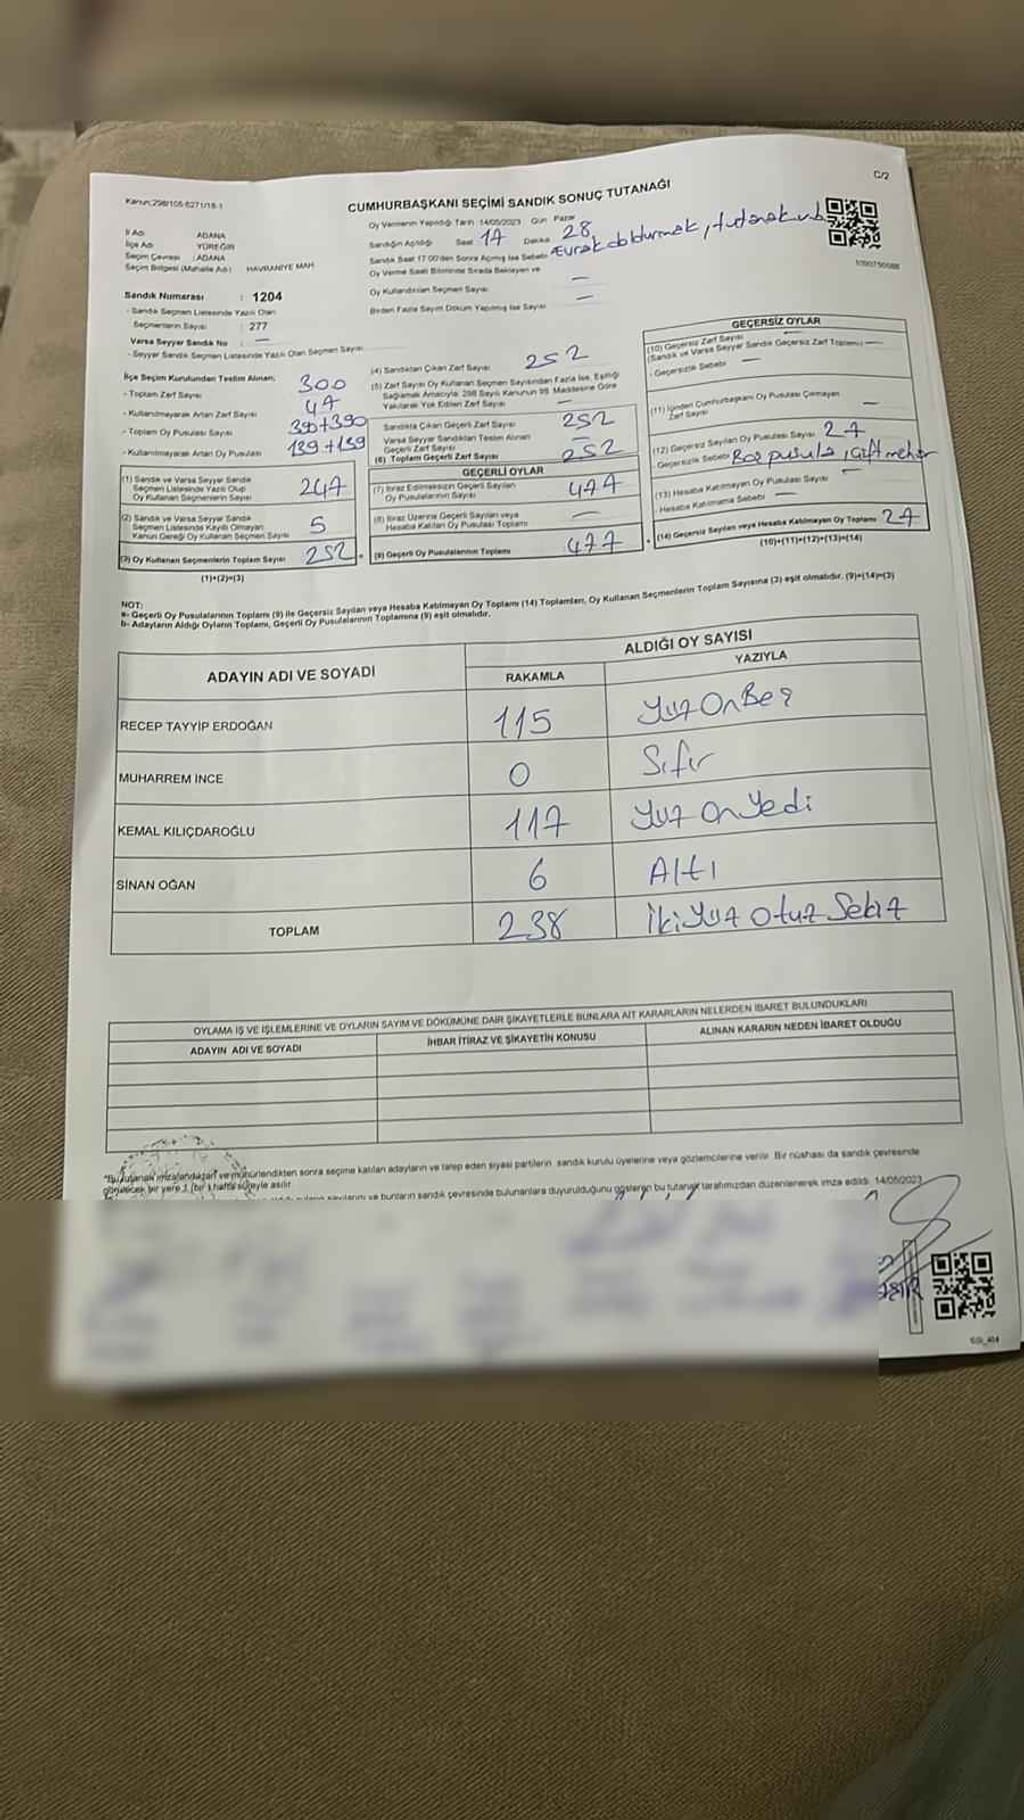 C/2
Kanun:298/105-6271/18-1
CUMHURBAŞKANI SEÇİMİ SANDIK SONUÇ TUTANAĞI
İl Adı : ADANA
İlçe Adı : YÜREĞİR
Seçim Çevresi : ADANA
Seçim Bölgesi (Mahalle Adı) : HAVRANİYE MAH
Oy Vermenin Yapıldığı Tarih 14/05/2023 Gün Pazar
Sandığın Açıldığı Saat 17 Dakika 28
Sandık Saat 17:00'den Sonra Açılmış İse Sebebi Evrak doldurmak, tutanak vb
Oy Verme Saati Bitiminde Sırada Bekleyen ve
Oy Kullandırılan Seçmen Sayısı —
Birden Fazla Sayım Döküm Yapılmış İse Sayısı —
Sandık Numarası : 1204
- Sandık Seçmen Listesinde Yazılı Olan
Seçmenlerin Sayısı : 277
Varsa Seyyar Sandık No : —
- Seyyar Sandık Seçmen Listesinde Yazılı Olan Seçmen Sayısı
İlçe Seçim Kurulundan Teslim Alınan;
- Toplam Zarf Sayısı 300
- Kullanılmayarak Artan Zarf Sayısı 47
- Toplam Oy Pusulası Sayısı 390+390
- Kullanılmayarak Artan Oy Pusulası 139+139
(1) Sandık ve Varsa Seyyar Sandık
Seçmen Listesinde Yazılı Olup
Oy Kullanan Seçmenlerin Sayısı 247
(2) Sandık ve Varsa Seyyar Sandık
Seçmen Listesinde Kayıtlı Olmayan
Kanun Gereği Oy Kullanan Seçmen Sayısı 5
(3) Oy Kullanan Seçmenlerin Toplam Sayısı 252
(1)+(2)=(3)
(4) Sandıktan Çıkan Zarf Sayısı 252
(5) Zarf Sayısı Oy Kullanan Seçmen Sayısından Fazla İse, Eşitliği
Sağlamak Amacıyla, 298 Sayılı Kanunun 98. Maddesine Göre
Yakılarak Yok Edilen Zarf Sayısı —
Sandıkta Çıkan Geçerli Zarf Sayısı 252
Varsa Seyyar Sandıktan Teslim Alınan
Geçerli Zarf Sayısı —
(6) Toplam Geçerli Zarf Sayısı 252
GEÇERLİ OYLAR
(7) İtiraz Edilmeksizin Geçerli Sayılan
Oy Pusulalarının Sayısı 477
(8) İtiraz Üzerine Geçerli Sayılan veya
Hesaba Katılan Oy Pusulası Toplamı —
(9) Geçerli Oy Pusulalarının Toplamı 477
GEÇERSİZ OYLAR
(10) Geçersiz Zarf Sayısı —
(Sandık ve Varsa Seyyar Sandık Geçersiz Zarf Toplamı) —
- Geçersizlik Sebebi —
(11) İçinden Cumhurbaşkanı Oy Pusulası Çıkmayan
Zarf Sayısı —
(12) Geçersiz Sayılan Oy Pusulası Sayısı 27
- Geçersizlik Sebebi Boş pusula, çift mühür
(13) Hesaba Katılmayan Oy Pusulası Sayısı —
- Hesaba Katılmama Sebebi —
(14) Geçersiz Sayılan veya Hesaba Katılmayan Oy Toplamı 27
(10)+(11)+(12)+(13)=(14)
NOT:
a- Geçerli Oy Pusulalarının Toplamı (9) ile Geçersiz Sayılan veya Hesaba Katılmayan Oy Toplamı (14) Toplamları, Oy Kullanan Seçmenlerin Toplam Sayısına (3) eşit olmalıdır. (9)+(14)=(3)
b- Adayların Aldığı Oyların Toplamı, Geçerli Oy Pusulalarının Toplamına (9) eşit olmalıdır.
ADAYIN ADI VE SOYADI
ALDIĞI OY SAYISI
RAKAMLA YAZIYLA
RECEP TAYYİP ERDOĞAN 115 Yüz On Beş
MUHARREM İNCE 0 Sıfır
KEMAL KILIÇDAROĞLU 117 Yüz On Yedi
SİNAN OĞAN 6 Altı
TOPLAM 238 İki Yüz Otuz Sekiz
OYLAMA İŞ VE İŞLEMLERİNE VE OYLARIN SAYIM VE DÖKÜMÜNE DAİR ŞİKAYETLERLE BUNLARA AİT KARARLARIN NELERDEN İBARET BULUNDUKLARI
ADAYIN ADI VE SOYADI İHBAR İTİRAZ VE ŞİKAYETİN KONUSU ALINAN KARARIN NEDEN İBARET OLDUĞU
*Bu tutanak imzalandıktan ve mühürlendikten sonra seçime katılan adayların ve talep eden siyasi partilerin sandık kurulu üyelerine veya gözlemcilerine verilir. Bir nüshası da sandık çevresinde
görülecek bir yere 1 (bir) hafta süreyle asılır
ve bunların sandık çevresinde bulunanlara duyurulduğunu gösteren bu tutanak tarafımızdan düzenlenerek imza edildi. 14/05/2023